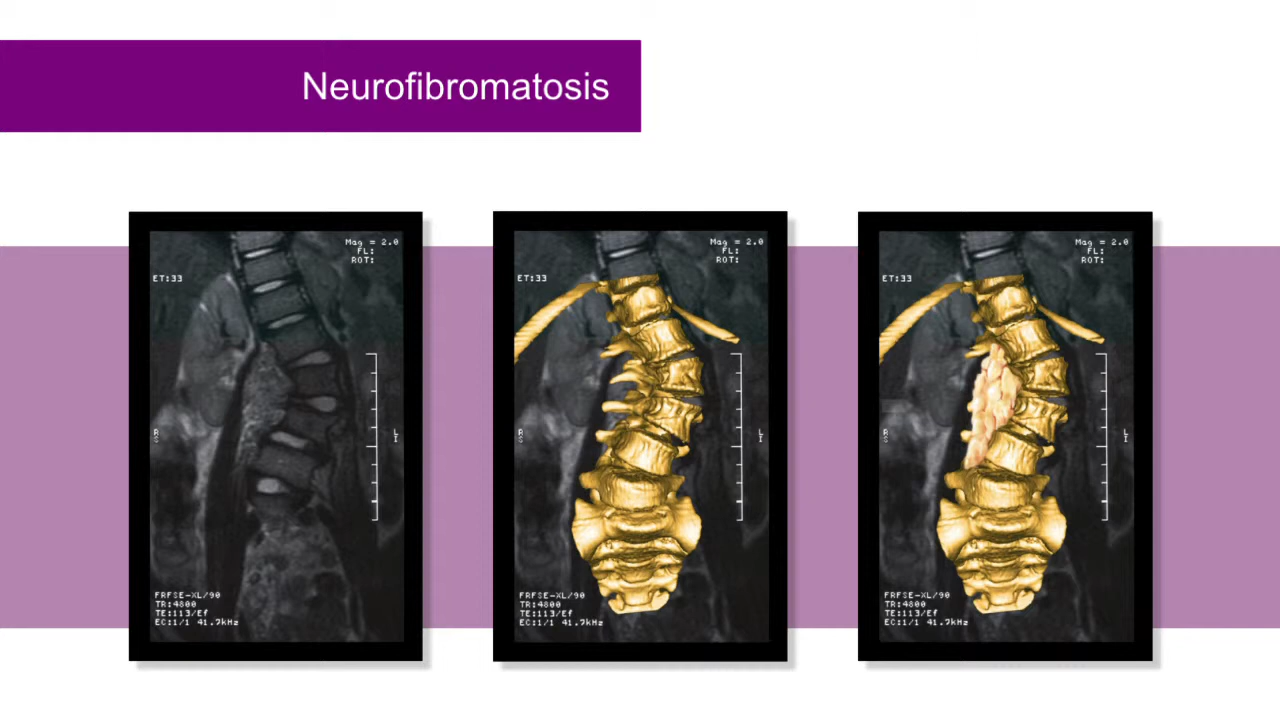 Neurofibromatosis
Mag = 2.0
FL:
ROT:
ET:33
R
S
L
I
FRFSE-XL/90
TR:4800
TE:113/Ef
EC:1/1 41.7kHz
Mag = 2.0
FL:
ROT:
ET:33
R
S
L
I
FRFSE-XL/90
TR:4800
TE:113/Ef
EC:1/1 41.7kHz
Mag = 2.0
FL:
ROT:
ET:33
R
S
L
I
FRFSE-XL/90
TR:4800
TE:113/Ef
EC:1/1 41.7kHz